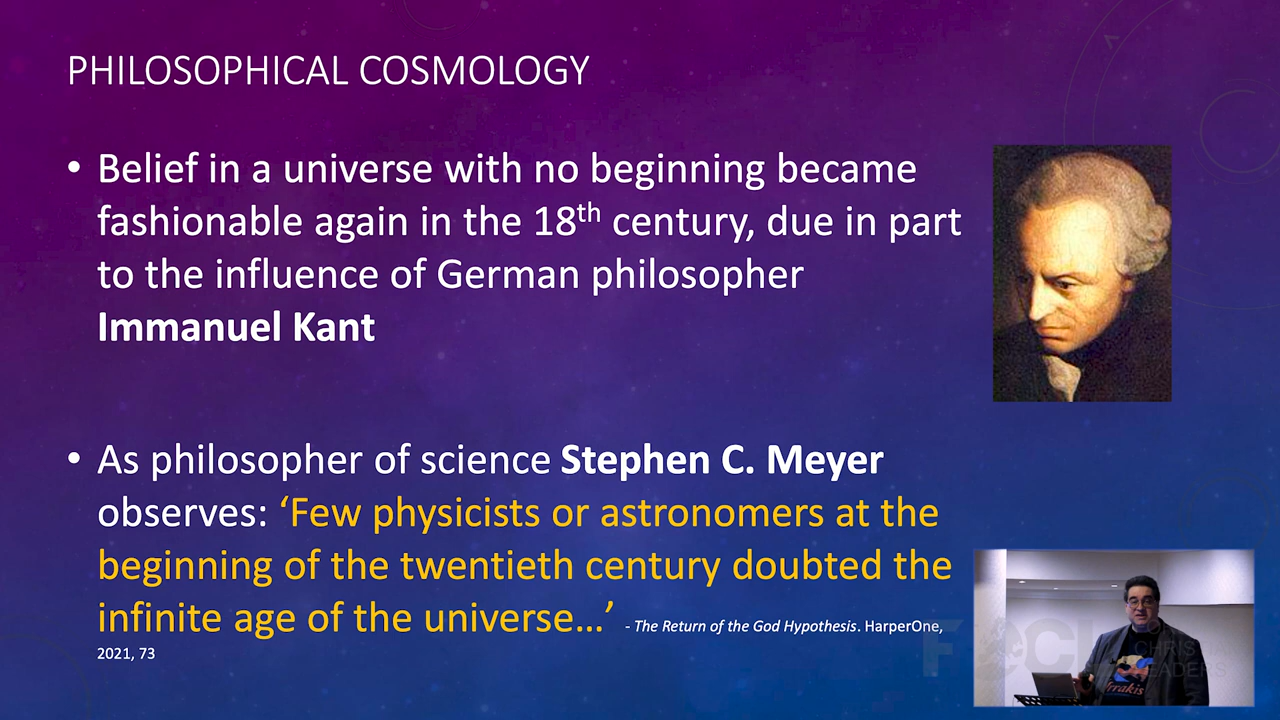 PHILOSOPHICAL COSMOLOGY
• Belief in a universe with no beginning became
fashionable again in the 18th century, due in part
to the influence of German philosopher
Immanuel Kant
• As philosopher of science Stephen C. Meyer
observes: ‘Few physicists or astronomers at the
beginning of the twentieth century doubted the
infinite age of the universe…’ - The Return of the God Hypothesis. HarperOne,
2021, 73